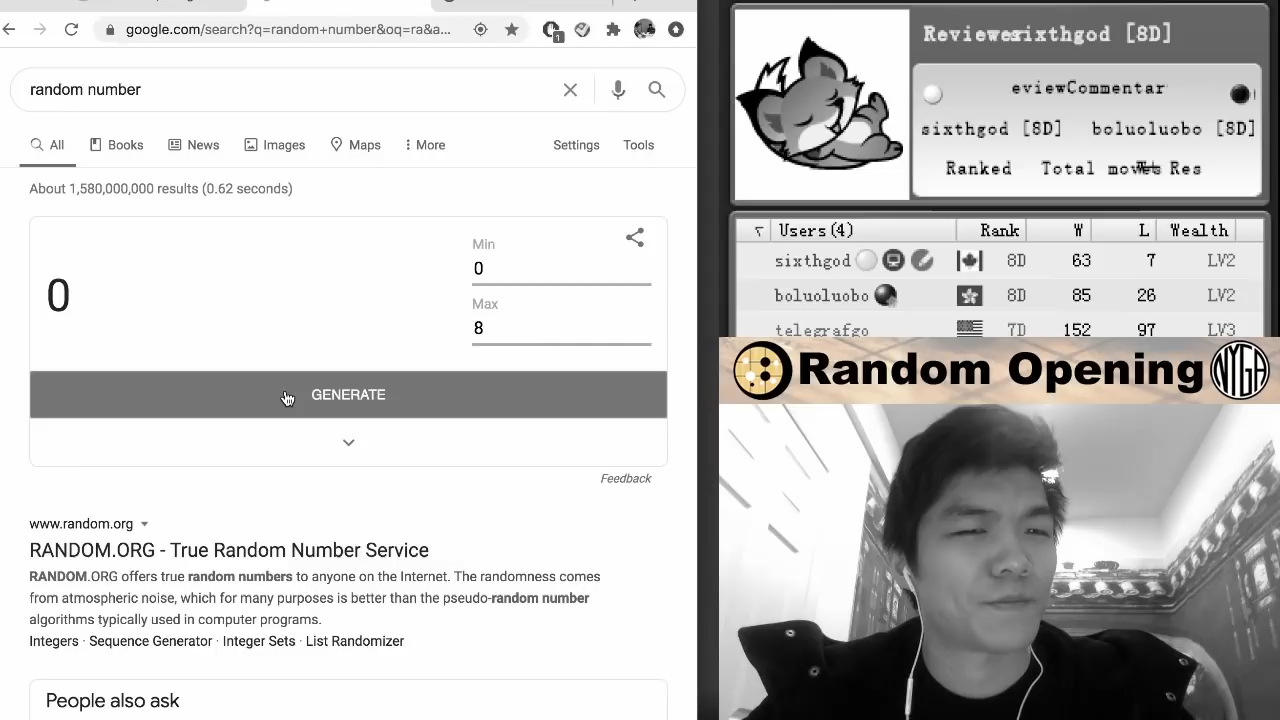 google.com/search?q=random+number&oq=ra&a...
1
random number
All
Books
News
Images
Maps
More
Settings
Tools
About 1,580,000,000 results (0.62 seconds)
0
Min
0
Max
8
GENERATE
Feedback
www.random.org
RANDOM.ORG - True Random Number Service
RANDOM.ORG offers true random numbers to anyone on the Internet. The randomness comes
from atmospheric noise, which for many purposes is better than the pseudo-random number
algorithms typically used in computer programs.
Integers · Sequence Generator · Integer Sets · List Randomizer
People also ask
sixthgod [8D]
eviewCommentar
sixthgod [8D] boluoluobo [8D]
Ranked Total Res
Users(4) Rank W L Wealth
sixthgod 8D 63 7 LV2
boluoluobo 8D 85 26 LV2
telegrafgo 7D 152 97 LV3
Random Opening
NYGA